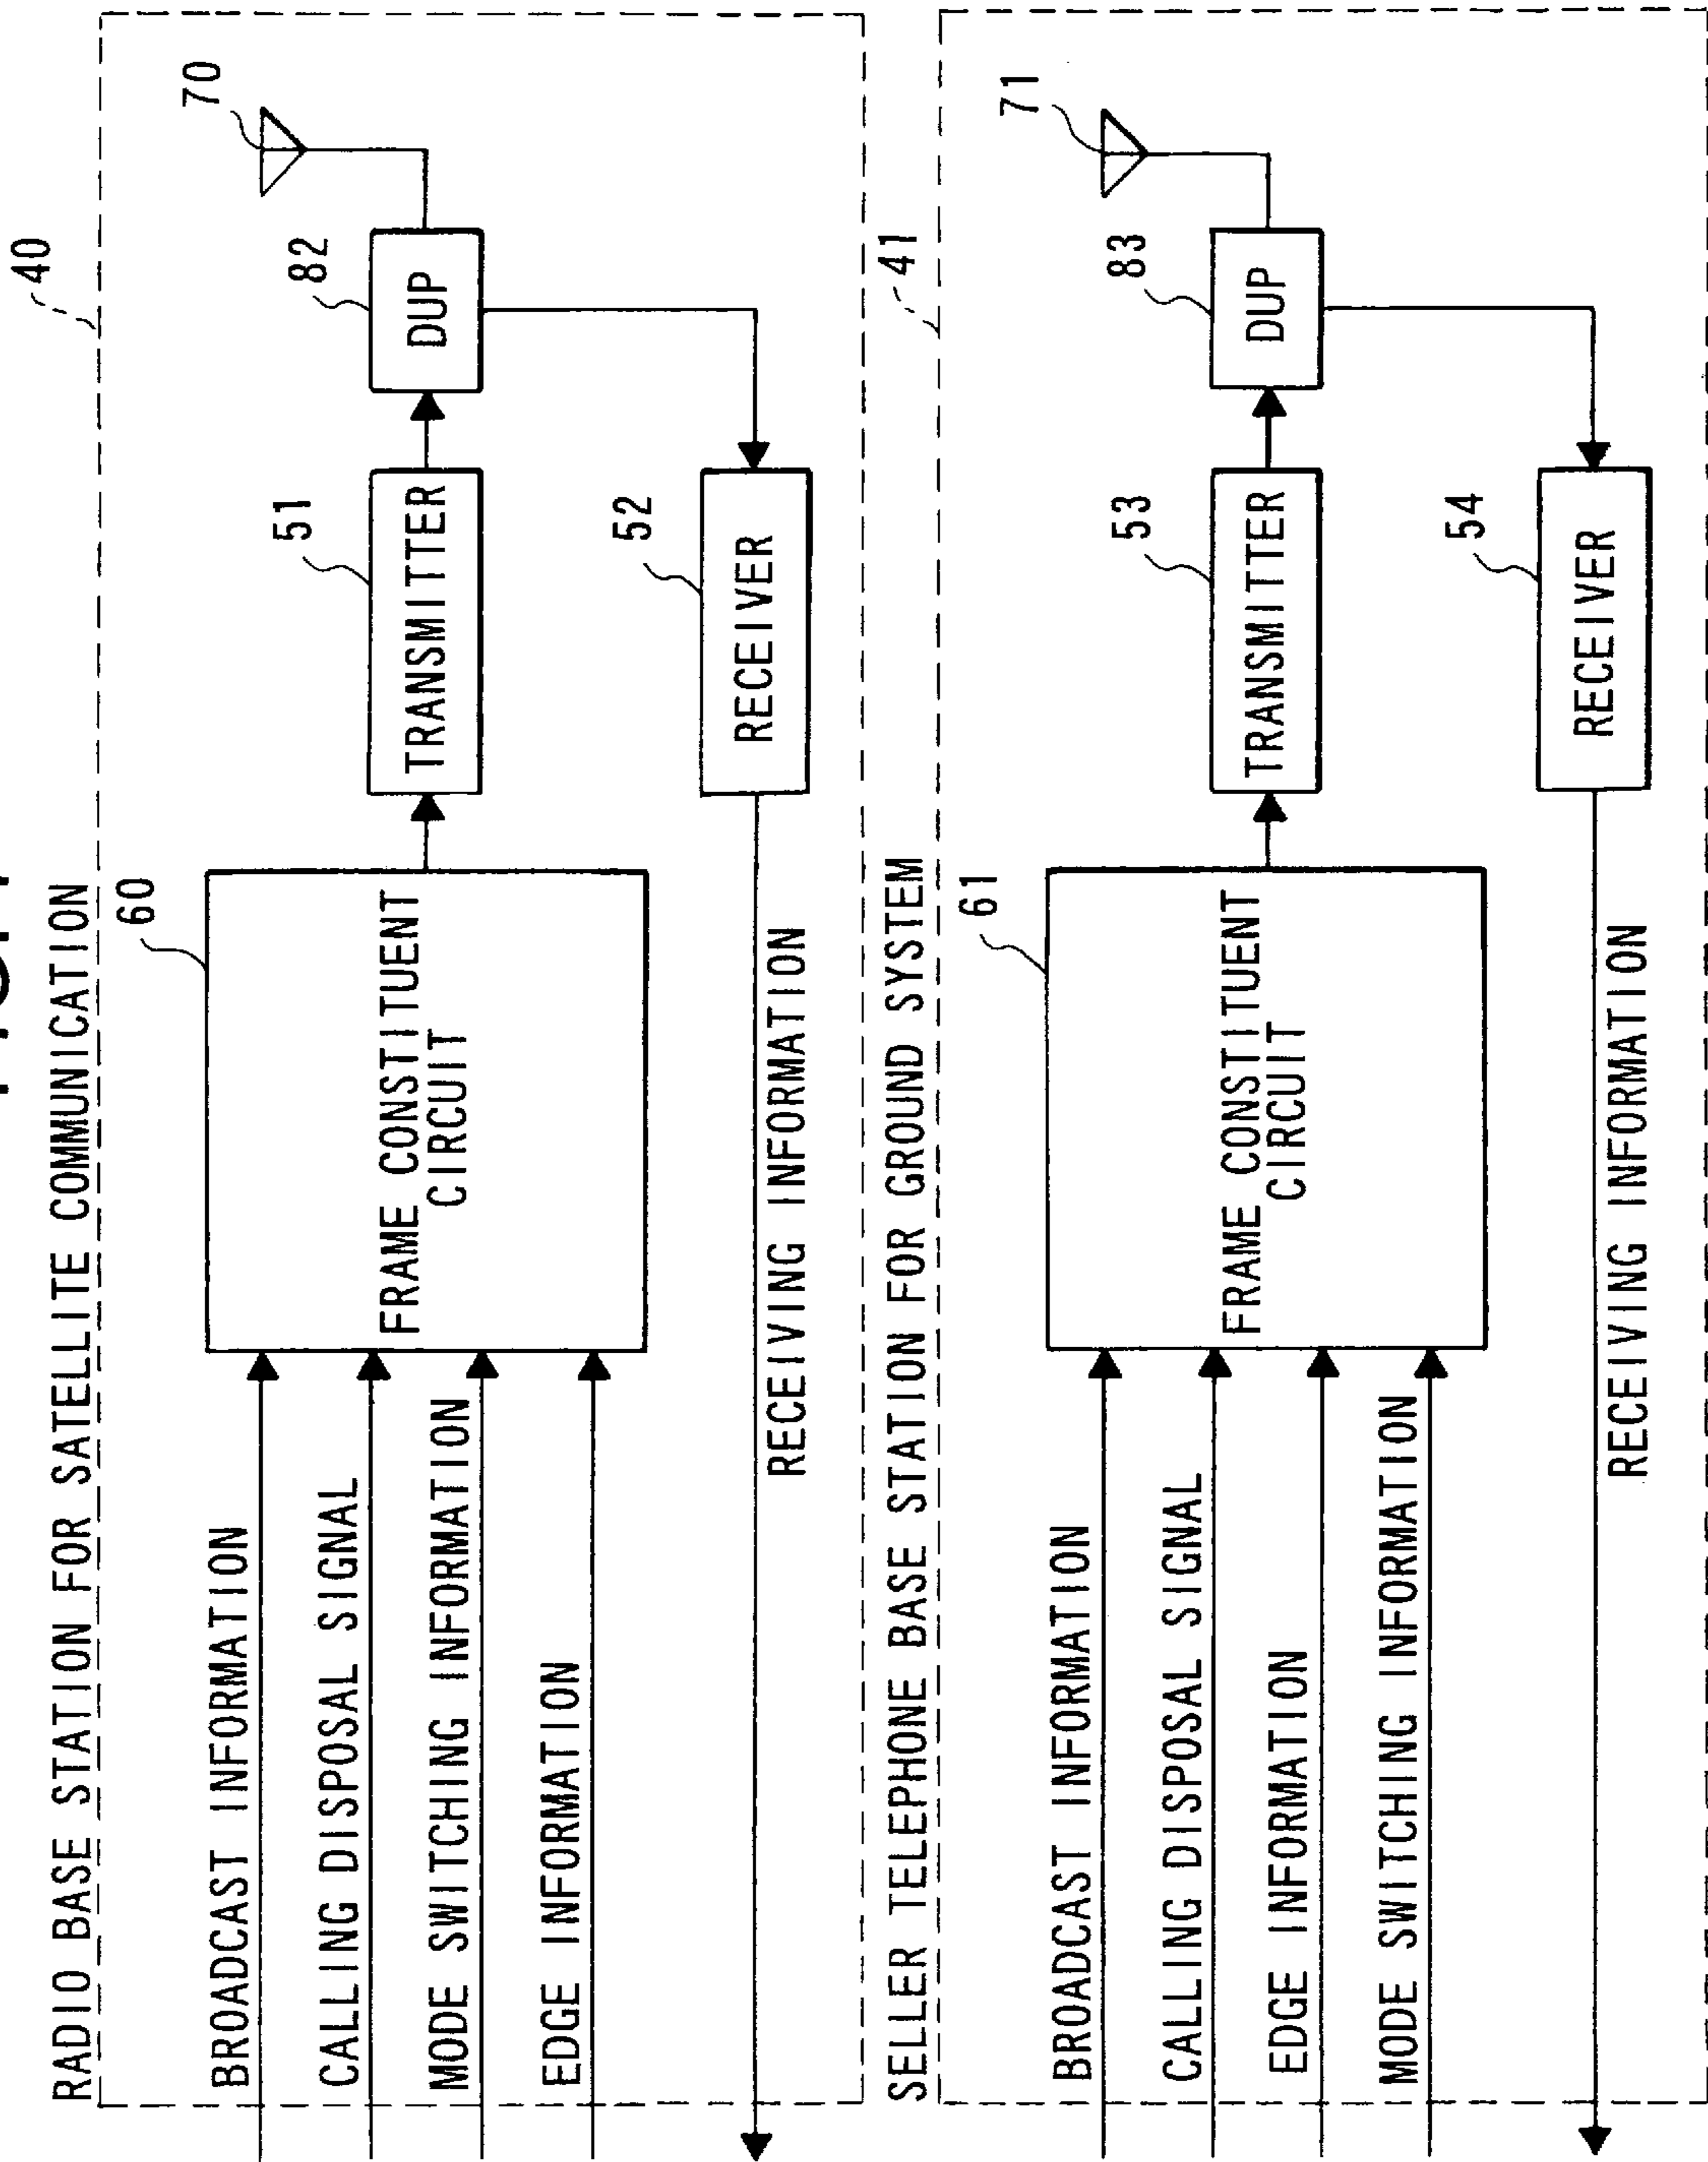 RADIO BASE STATION FOR SATELLITE COMMUNICATION
40
60
BROADCAST INFORMATION
CALLING DISPOSAL SIGNAL
MODE SWITCHING INFORMATION
EDGE INFORMATION
FRAME CONSTITUENT
CIRCUIT
51
TRANSMITTER
82
DUP
70
52
RECEIVER
RECEIVING INFORMATION
SELLER TELEPHONE BASE STATION FOR GROUND SYSTEM
41
61
BROADCAST INFORMATION
CALLING DISPOSAL SIGNAL
EDGE INFORMATION
MODE SWITCHING INFORMATION
FRAME CONSTITUENT
CIRCUIT
53
TRANSMITTER
83
DUP
71
54
RECEIVER
RECEIVING INFORMATION